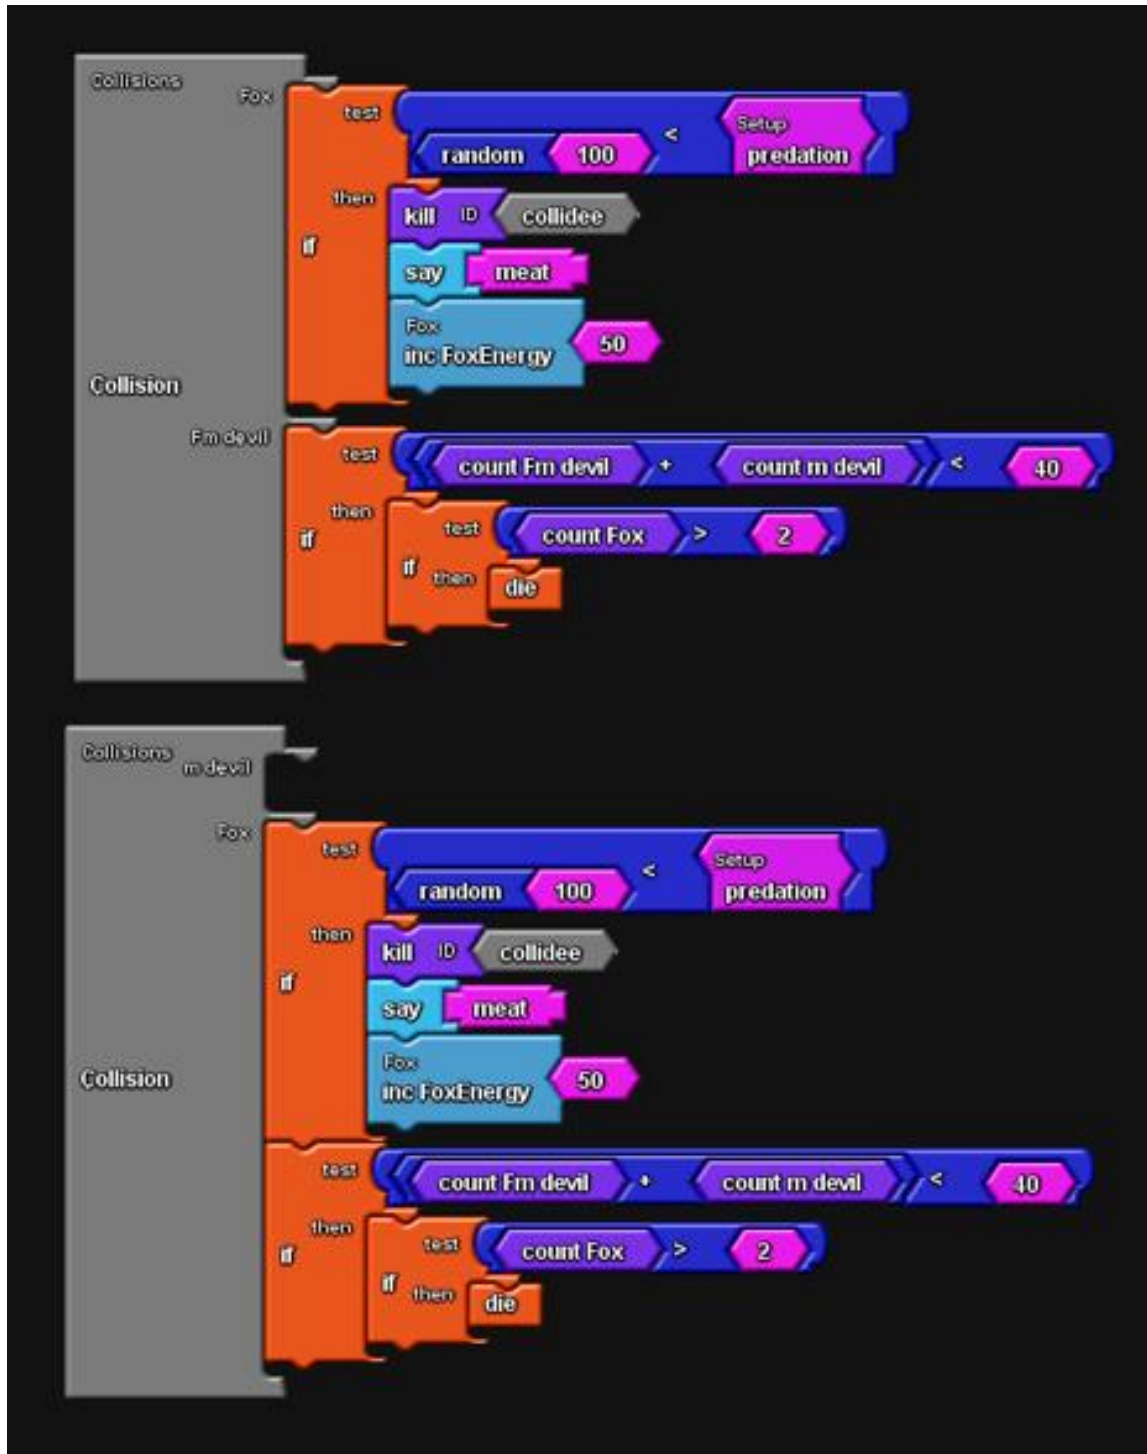 Collisions
Fox
test
random 100 < Setup predation
then
kill ID collidee
if
say meat
Fox
inc FoxEnergy 50
Collision
Fm devil
test
count Fm devil + count m devil < 40
then
if
test
count Fox > 2
if
then
die
Collisions
m devil
Fox
test
random 100 < Setup predation
then
kill ID collidee
if
say meat
Fox
inc FoxEnergy 50
Collision
test
count Fm devil + count m devil < 40
then
if
test
count Fox > 2
if
then
die